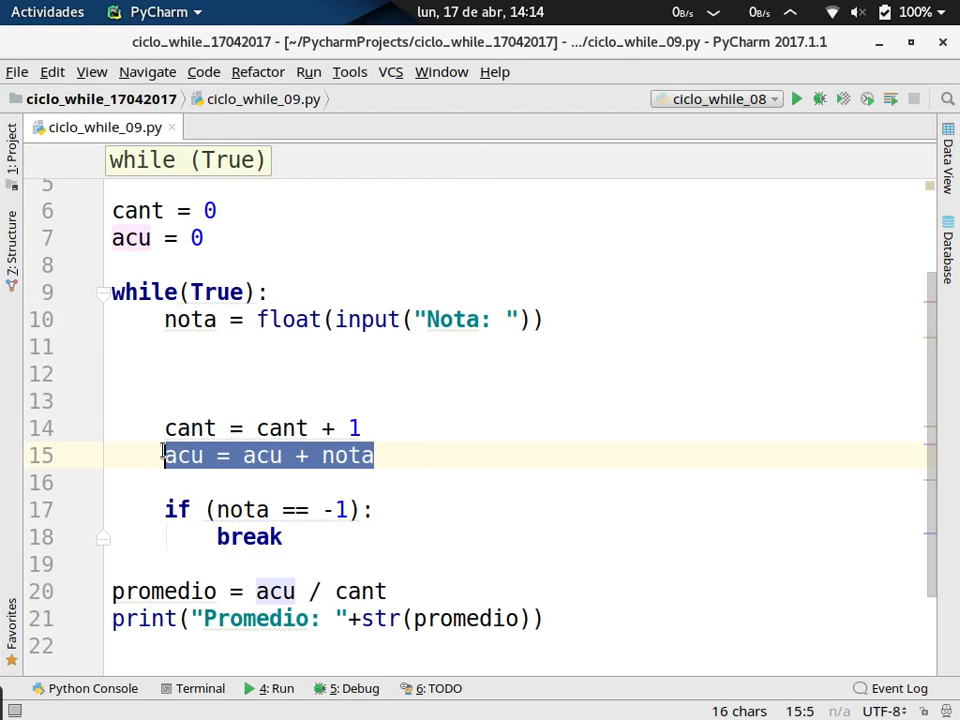 Actividades PyCharm lun, 17 de abr, 14:14 0B/s 0B/s 100%
ciclo_while_17042017 - [~/PycharmProjects/ciclo_while_17042017] - .../ciclo_while_09.py - PyCharm 2017.1.1
File Edit View Navigate Code Refactor Run Tools VCS Window Help
ciclo_while_17042017 ciclo_while_09.py ciclo_while_08
ciclo_while_09.py
1: Project
7: Structure
Favorites
Data View
Database
while (True)
5
6 cant = 0
7 acu = 0
8
9 while(True):
10 nota = float(input("Nota: "))
11
12
13
14 cant = cant + 1
15 acu = acu + nota
16
17 if (nota == -1):
18 break
19
20 promedio = acu / cant
21 print("Promedio: "+str(promedio))
22
Python Console Terminal 4: Run 5: Debug 6: TODO Event Log
16 chars 15:5 n/a UTF-8